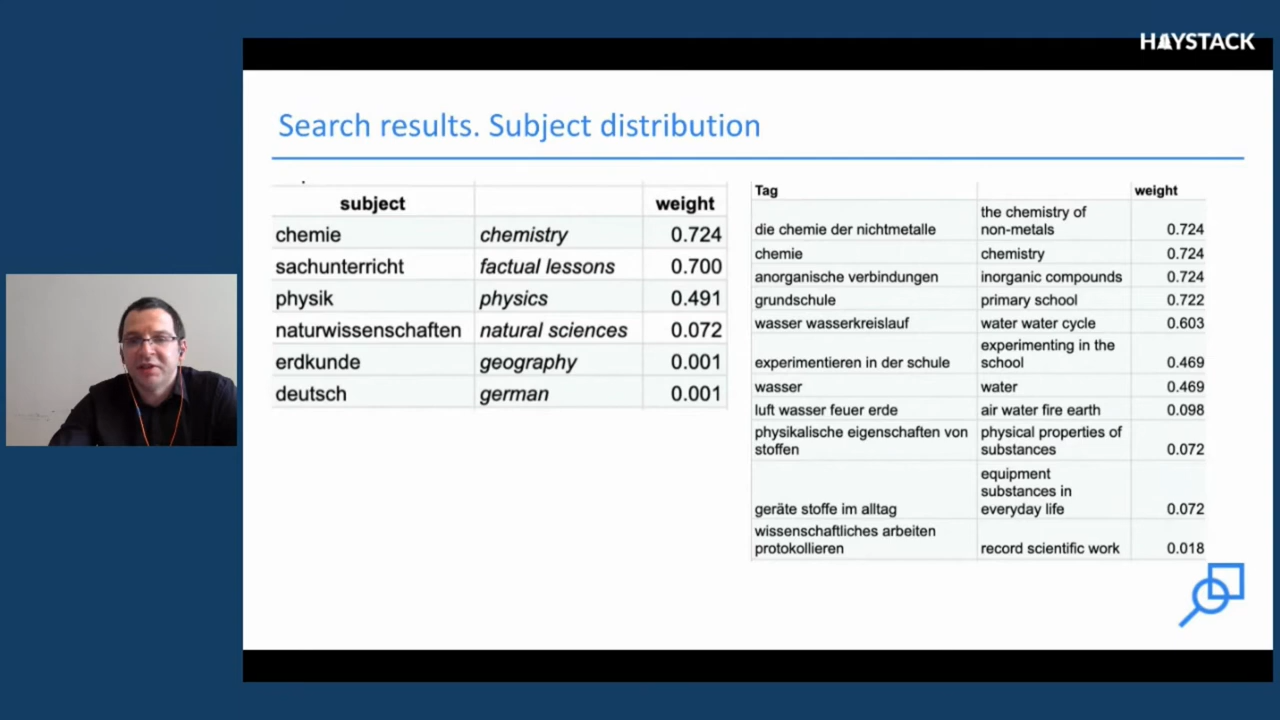 HAYSTACK
Search results. Subject distribution
subject weight
chemie chemistry 0.724
sachunterricht factual lessons 0.700
physik physics 0.491
naturwissenschaften natural sciences 0.072
erdkunde geography 0.001
deutsch german 0.001
Tag weight
die chemie der nichtmetalle the chemistry of
non-metals 0.724
chemie chemistry 0.724
anorganische verbindungen inorganic compounds 0.724
grundschule primary school 0.722
wasser wasserkreislauf water water cycle 0.603
experimentieren in der schule experimenting in the
school 0.469
wasser water 0.469
luft wasser feuer erde air water fire earth 0.098
physikalische eigenschaften von physical properties of
stoffen substances 0.072
equipment
substances in
geräte stoffe im alltag everyday life 0.072
wissenschaftliches arbeiten
protokollieren record scientific work 0.018